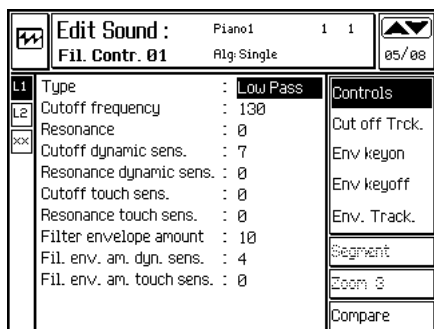 Edit Sound : Piano1 1 1
Fil. Contr. 01 Alg: Single 05/08
L1
L2
xx
Type : Low Pass
Cutoff frequency : 130
Resonance : 0
Cutoff dynamic sens. : 7
Resonance dynamic sens. : 0
Cutoff touch sens. : 0
Resonance touch sens. : 0
Filter envelope amount : 10
Fil. env. am. dyn. sens. : 4
Fil. env. am. touch sens. : 0
Controls
Cut off Trck.
Env keyon
Env keyoff
Env. Track.
Segment
Zoom 3
Compare